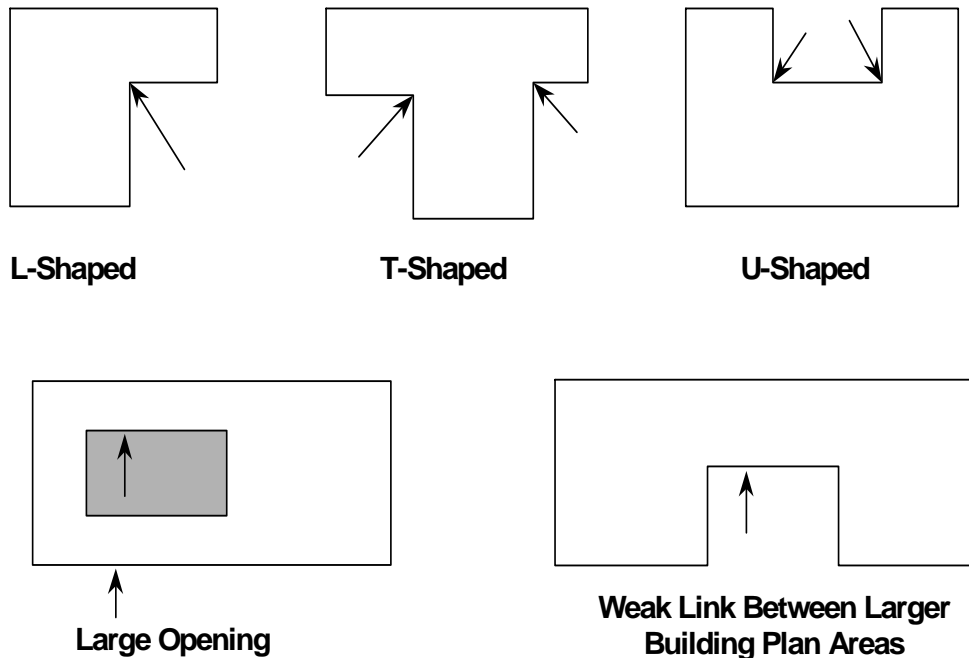 L-Shaped
T-Shaped
U-Shaped
Large Opening
Weak Link Between Larger
Building Plan Areas